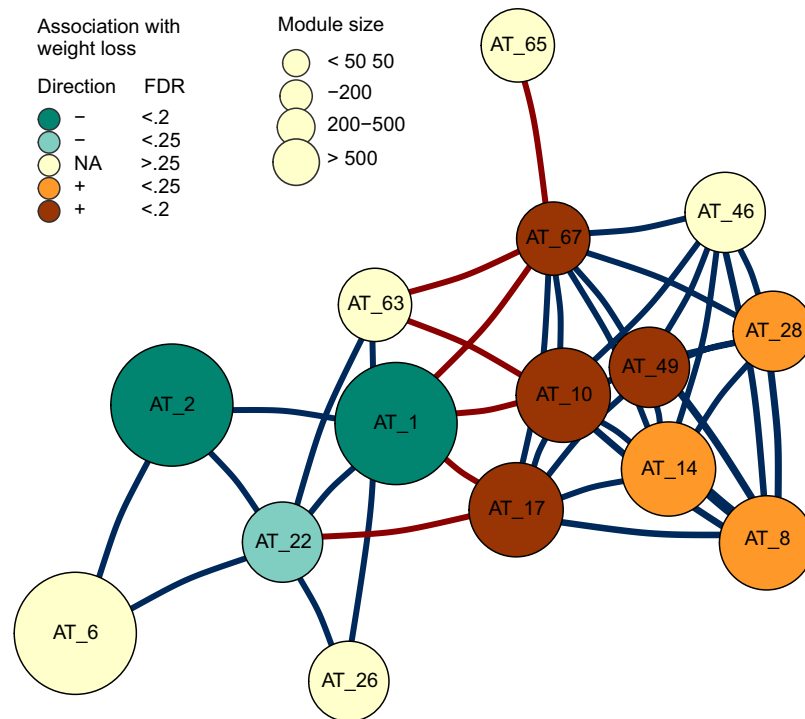 Association with
weight loss
Direction FDR
− <.2
− <.25
NA >.25
+ <.25
+ <.2
Module size
< 50 50
−200
200−500
> 500
AT_65
AT_46
AT_67
AT_63
AT_28
AT_49
AT_2
AT_10
AT_1
AT_14
AT_17
AT_22
AT_8
AT_6
AT_26